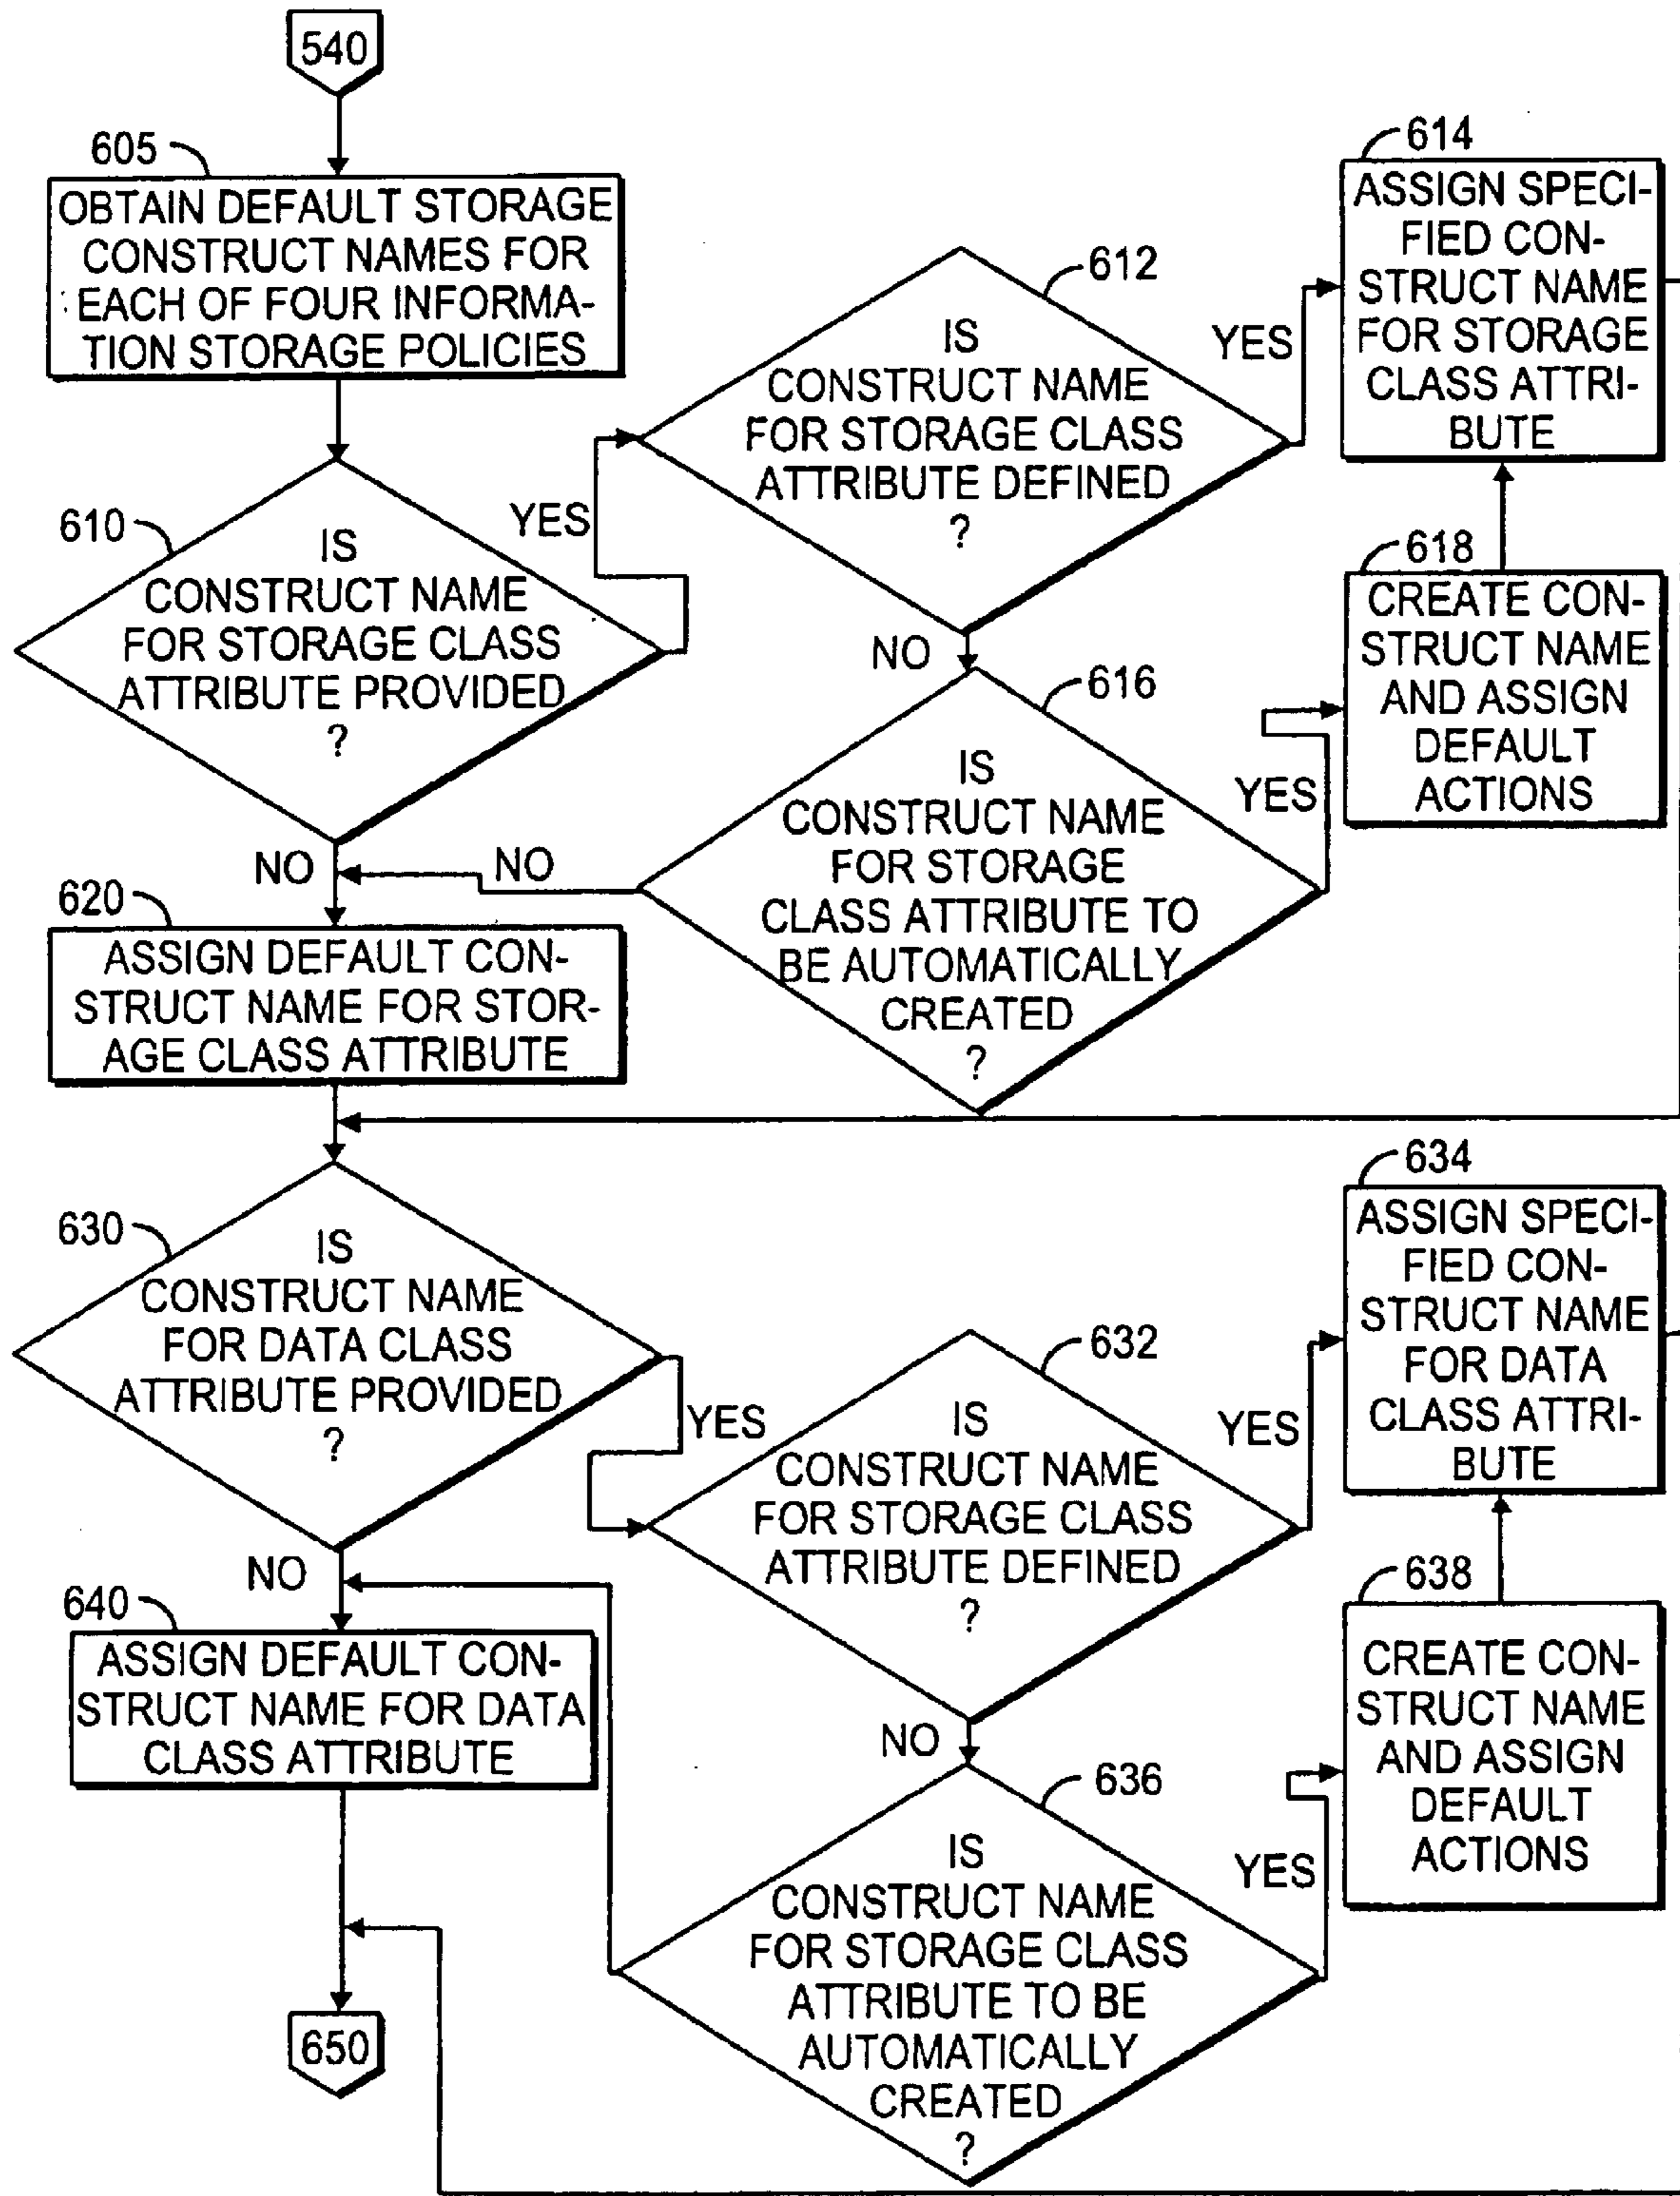 540
605
OBTAIN DEFAULT STORAGE
CONSTRUCT NAMES FOR
EACH OF FOUR INFORMA-
TION STORAGE POLICIES
610
IS
CONSTRUCT NAME
FOR STORAGE CLASS
ATTRIBUTE PROVIDED
?
YES
NO
612
IS
CONSTRUCT NAME
FOR STORAGE CLASS
ATTRIBUTE DEFINED
?
YES
NO
614
ASSIGN SPECI-
FIED CON-
STRUCT NAME
FOR STORAGE
CLASS ATTRI-
BUTE
616
IS
CONSTRUCT NAME
FOR STORAGE
CLASS ATTRIBUTE TO
BE AUTOMATICALLY
CREATED
?
YES
NO
618
CREATE CON-
STRUCT NAME
AND ASSIGN
DEFAULT
ACTIONS
620
ASSIGN DEFAULT CON-
STRUCT NAME FOR STOR-
AGE CLASS ATTRIBUTE
630
IS
CONSTRUCT NAME
FOR DATA CLASS
ATTRIBUTE PROVIDED
?
YES
NO
632
IS
CONSTRUCT NAME
FOR STORAGE CLASS
ATTRIBUTE DEFINED
?
YES
NO
634
ASSIGN SPECI-
FIED CON-
STRUCT NAME
FOR DATA
CLASS ATTRI-
BUTE
636
IS
CONSTRUCT NAME
FOR STORAGE CLASS
ATTRIBUTE TO BE
AUTOMATICALLY
CREATED
?
YES
638
CREATE CON-
STRUCT NAME
AND ASSIGN
DEFAULT
ACTIONS
640
ASSIGN DEFAULT CON-
STRUCT NAME FOR DATA
CLASS ATTRIBUTE
650